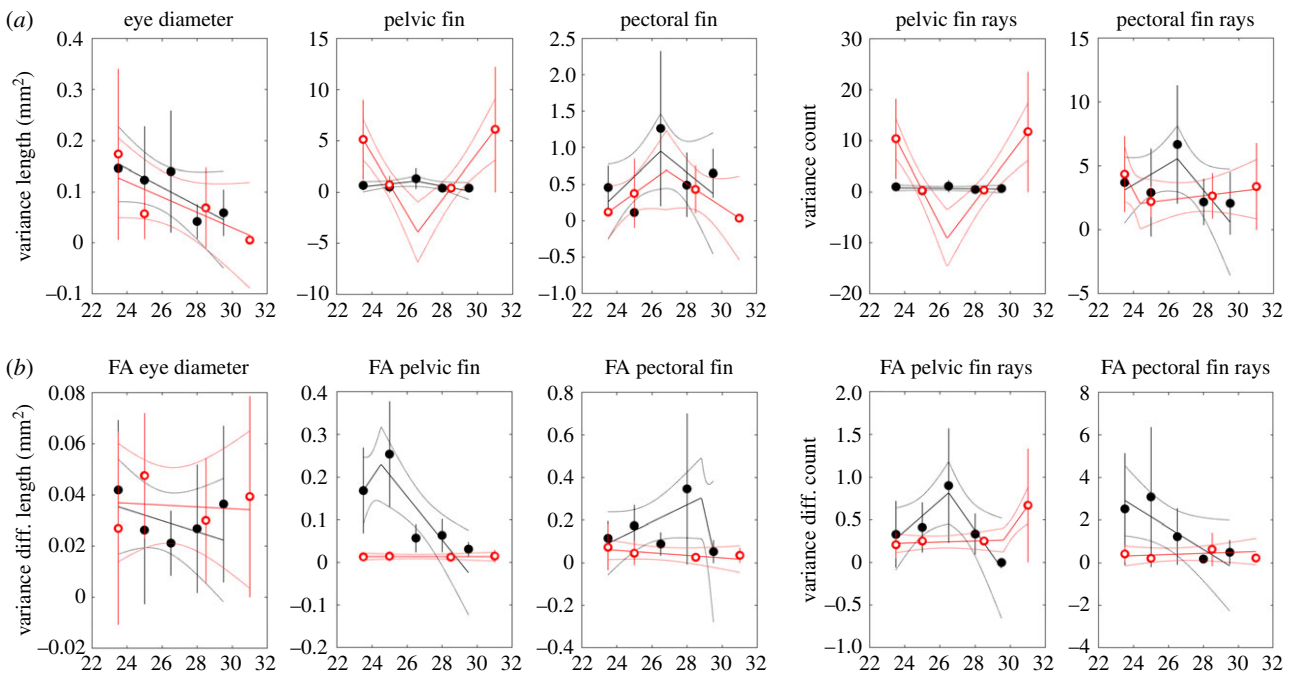 (a)
eye diameter
pelvic fin
pectoral fin
pelvic fin rays
pectoral fin rays
variance length (mm²)
0.4
0.3
0.2
0.1
0
–0.1
22 24 26 28 30 32
15
10
5
0
–5
–10
22 24 26 28 30 32
2.5
2.0
1.5
1.0
0.5
0
–0.5
–1.0
22 24 26 28 30 32
variance count
30
20
10
0
–10
–20
22 24 26 28 30 32
15
10
5
0
–5
22 24 26 28 30 32
(b)
FA eye diameter
FA pelvic fin
FA pectoral fin
FA pelvic fin rays
FA pectoral fin rays
variance diff. length (mm²)
0.08
0.06
0.04
0.02
0
–0.02
22 24 26 28 30 32
0.4
0.3
0.2
0.1
0
–0.1
–0.2
22 24 26 28 30 32
0.8
0.6
0.4
0.2
0
–0.2
–0.4
22 24 26 28 30 32
variance diff. count
2.0
1.5
1.0
0.5
0
–0.5
–1.0
22 24 26 28 30 32
8
6
4
2
0
–2
–4
22 24 26 28 30 32